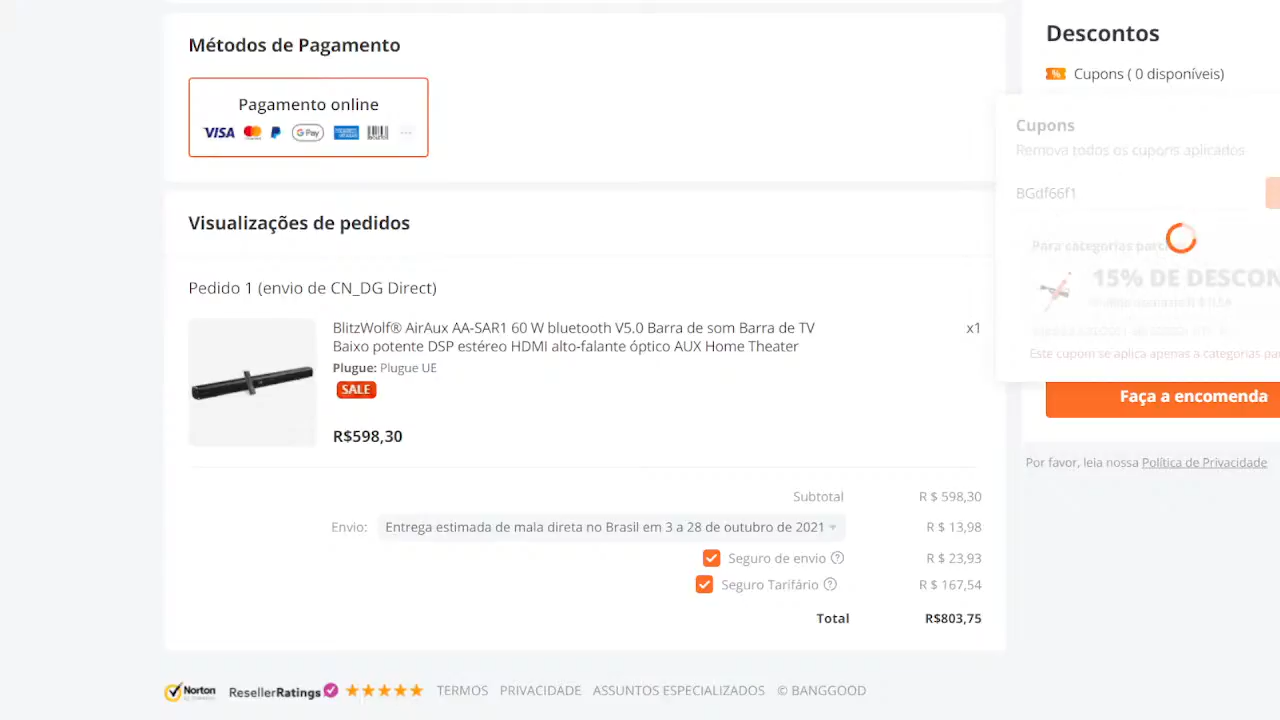 Métodos de Pagamento
Pagamento online
VISA
G Pay
Visualizações de pedidos
Pedido 1 (envio de CN_DG Direct)
BlitzWolf® AirAux AA-SAR1 60 W bluetooth V5.0 Barra de som Barra de TV
Baixo potente DSP estéreo HDMI alto-falante óptico AUX Home Theater
x1
Plugue: Plugue UE
SALE
R$598,30
Subtotal R $ 598,30
Envio: Entrega estimada de mala direta no Brasil em 3 a 28 de outubro de 2021 R $ 13,98
Seguro de envio R $ 23,93
Seguro Tarifário R $ 167,54
Total R$803,75
Descontos
Cupons ( 0 disponíveis)
Cupons
Remova todos os cupons aplicados
BGdf66f1
Para categorias
15% DE DESCON
Este cupom se aplica apenas a categorias pa
Faça a encomenda
Por favor, leia nossa Política de Privacidade
Norton
ResellerRatings
TERMOS PRIVACIDADE ASSUNTOS ESPECIALIZADOS © BANGGOOD